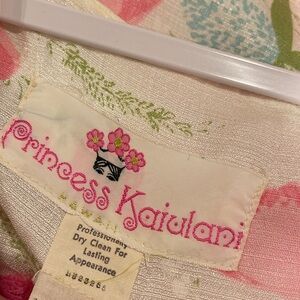 Princess Kaiulani
HAWAII
Professionally
Dry Clean For
Lasting
Appearance